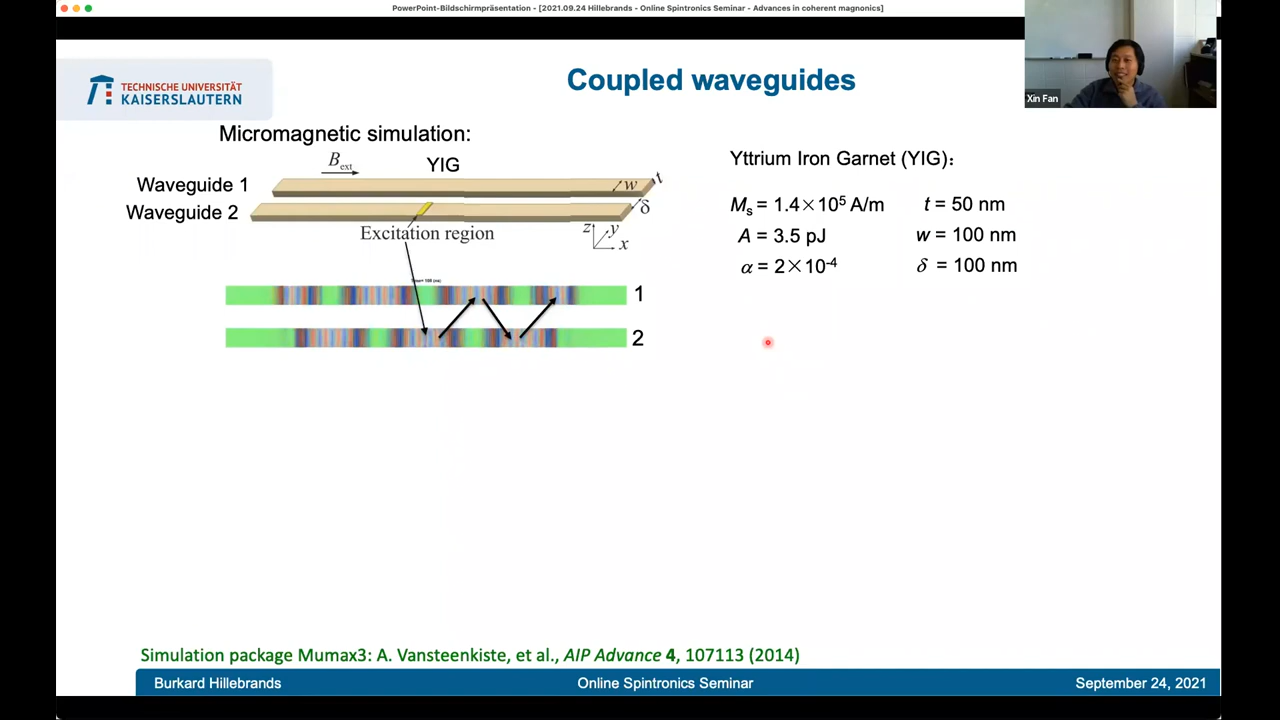 PowerPoint-Bildschirmpräsentation - [2021.09.24 Hillebrands - Online Spintronics Seminar - Advances in coherent magnonics]
TECHNISCHE UNIVERSITÄT
KAISERSLAUTERN
Coupled waveguides
Xin Fan
Micromagnetic simulation:
Bext
YIG
Waveguide 1
w
t
Waveguide 2
δ
Excitation region
z
y
x
1
2
Yttrium Iron Garnet (YIG):
Ms = 1.4×10⁵ A/m t = 50 nm
A = 3.5 pJ w = 100 nm
α = 2×10⁻⁴ δ = 100 nm
Simulation package Mumax3: A. Vansteenkiste, et al., AIP Advance 4, 107113 (2014)
Burkard Hillebrands Online Spintronics Seminar September 24, 2021